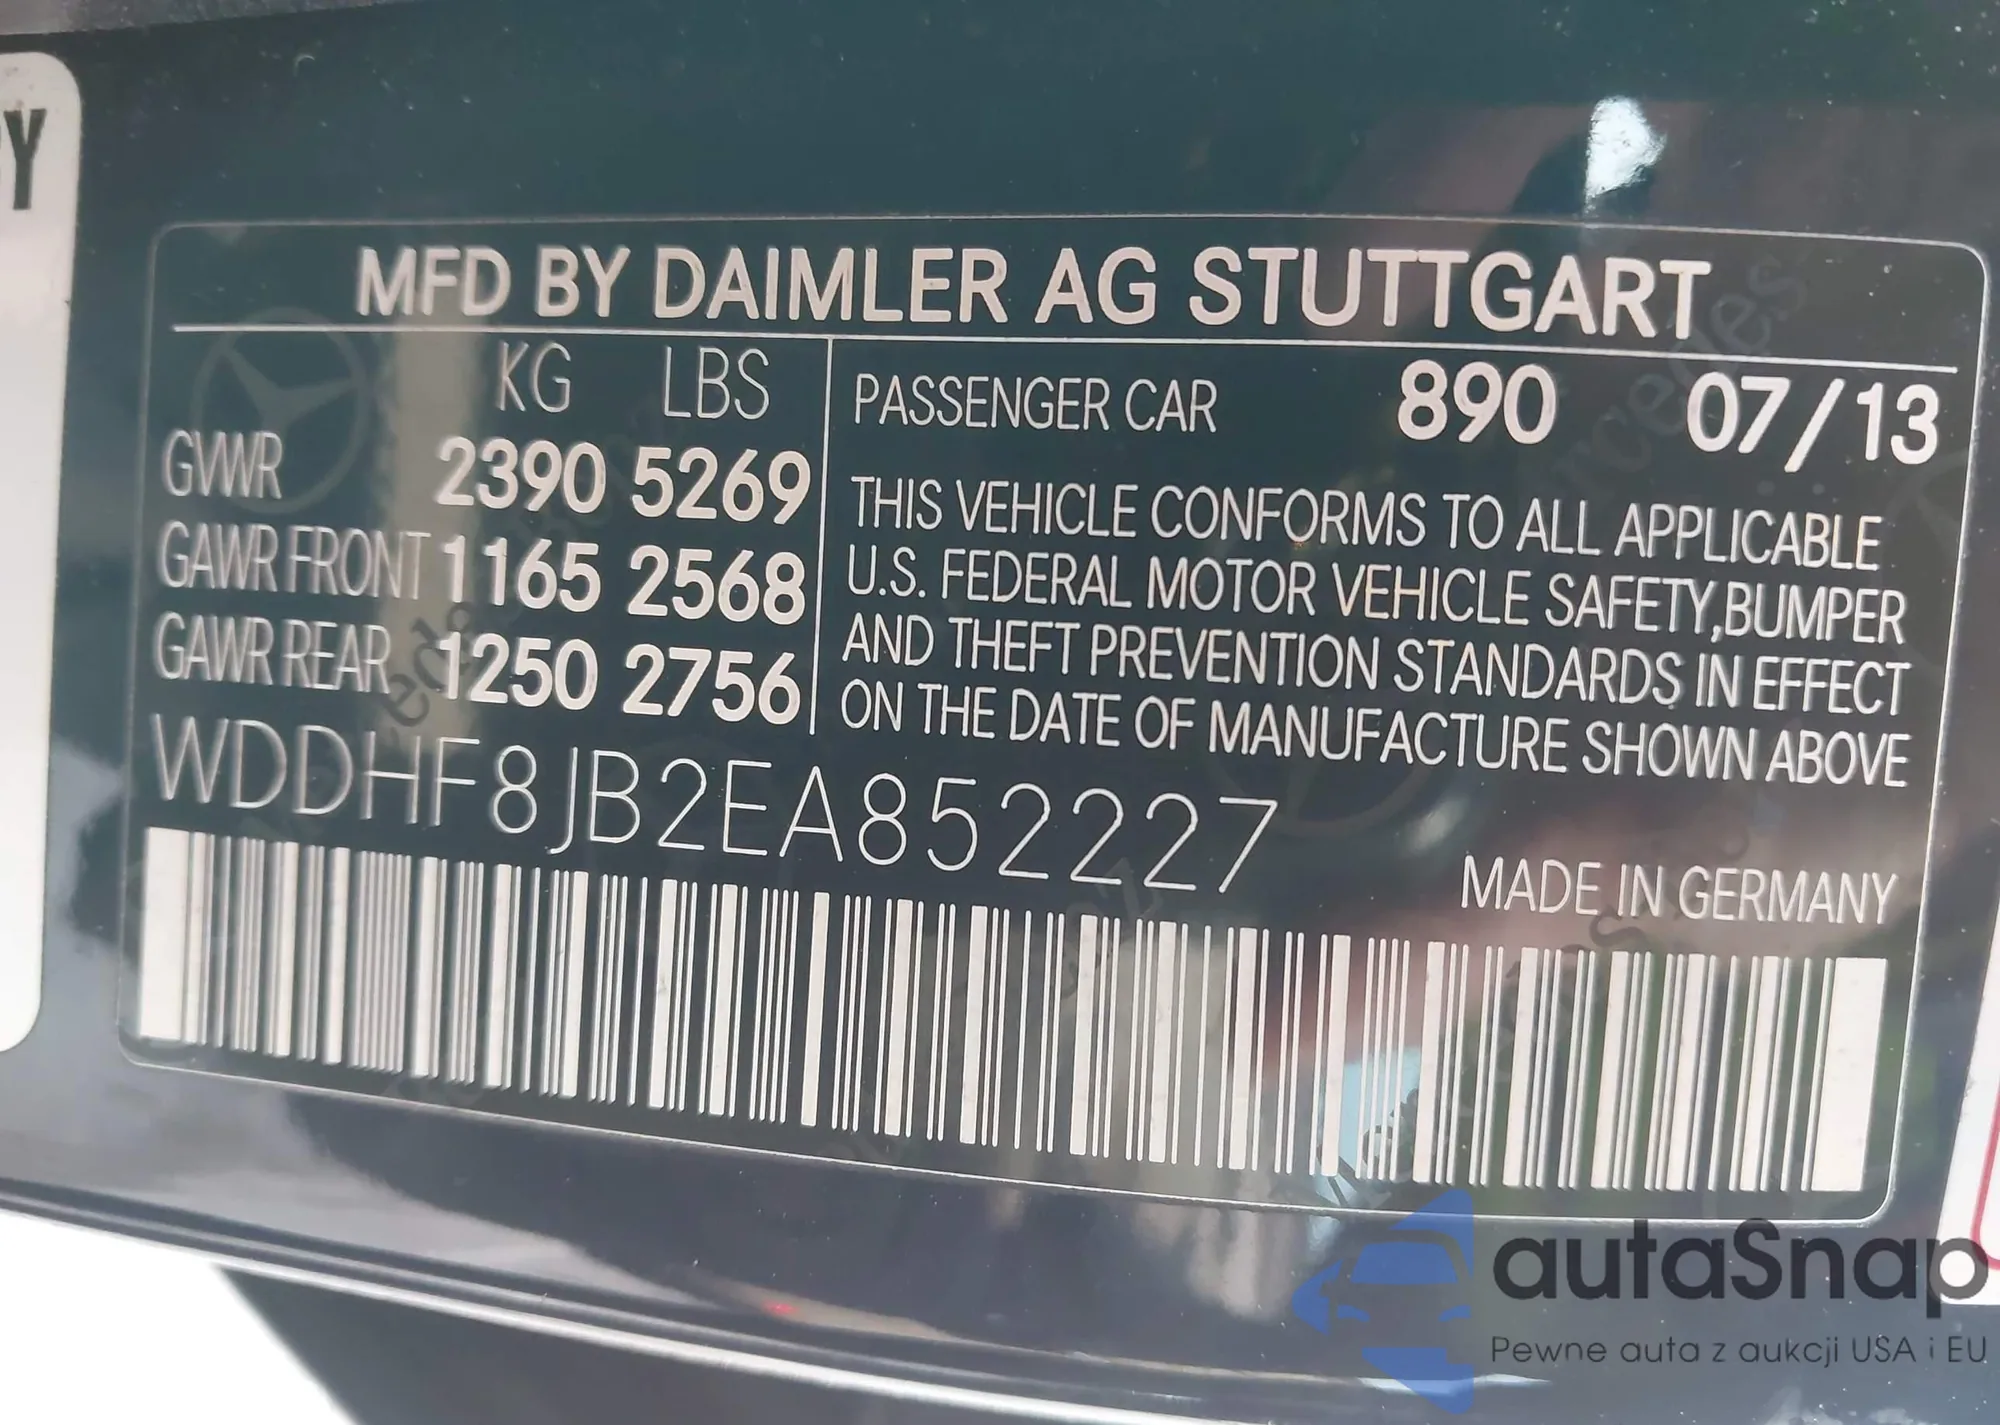 BY
MFD BY DAIMLER AG STUTTGART
KG LBS
GVWR 2390 5269
GAWR FRONT 1165 2568
GAWR REAR 1250 2756
PASSENGER CAR 890 07/13
THIS VEHICLE CONFORMS TO ALL APPLICABLE
U.S. FEDERAL MOTOR VEHICLE SAFETY,BUMPER
AND THEFT PREVENTION STANDARDS IN EFFECT
ON THE DATE OF MANUFACTURE SHOWN ABOVE
WDDHF8JB2EA852227
MADE IN GERMANY
autaSnap
Pewne auta z aukcji USA i EU